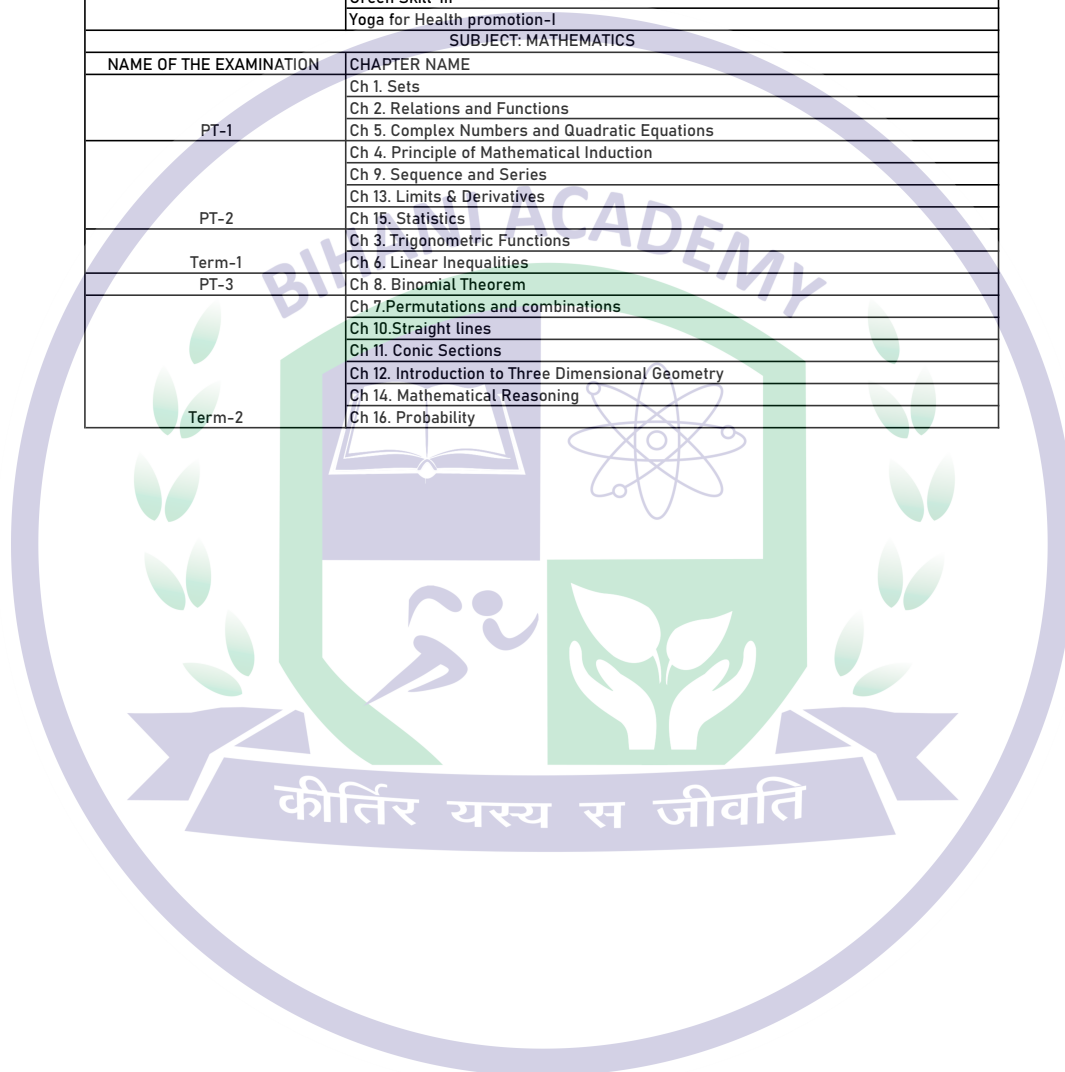 Green Skill-III
Yoga for Health promotion-I
SUBJECT: MATHEMATICS
NAME OF THE EXAMINATION CHAPTER NAME
Ch 1. Sets
Ch 2. Relations and Functions
PT-1 Ch 5. Complex Numbers and Quadratic Equations
Ch 4. Principle of Mathematical Induction
Ch 9. Sequence and Series
Ch 13. Limits & Derivatives
PT-2 Ch 15. Statistics
Ch 3. Trigonometric Functions
Term-1 Ch 6. Linear Inequalities
PT-3 Ch 8. Binomial Theorem
Ch 7.Permutations and combinations
Ch 10.Straight lines
Ch 11. Conic Sections
Ch 12. Introduction to Three Dimensional Geometry
Ch 14. Mathematical Reasoning
Term-2 Ch 16. Probability
BIHANI ACADEMY
कीर्तिर यस्य स जीवति